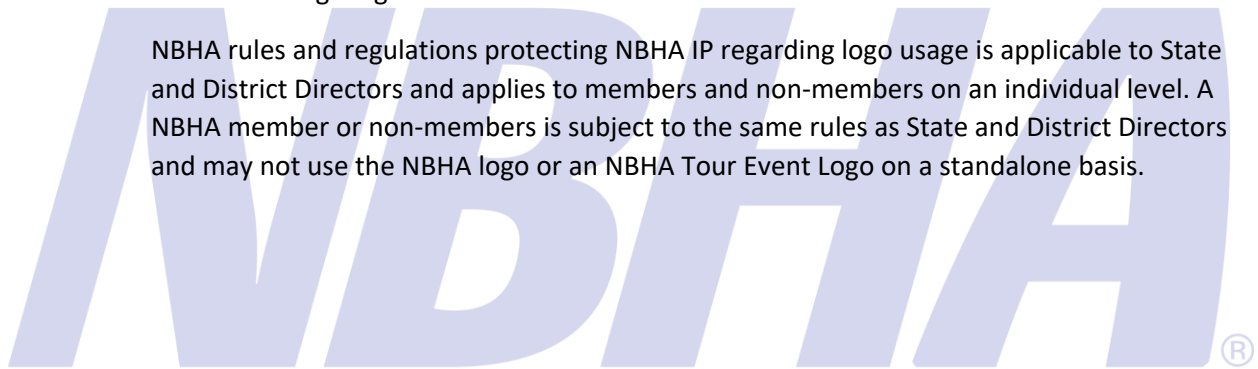 NBHA rules and regulations protecting NBHA IP regarding logo usage is applicable to State
and District Directors and applies to members and non-members on an individual level. A
NBHA member or non-members is subject to the same rules as State and District Directors
and may not use the NBHA logo or an NBHA Tour Event Logo on a standalone basis.
NBHA®